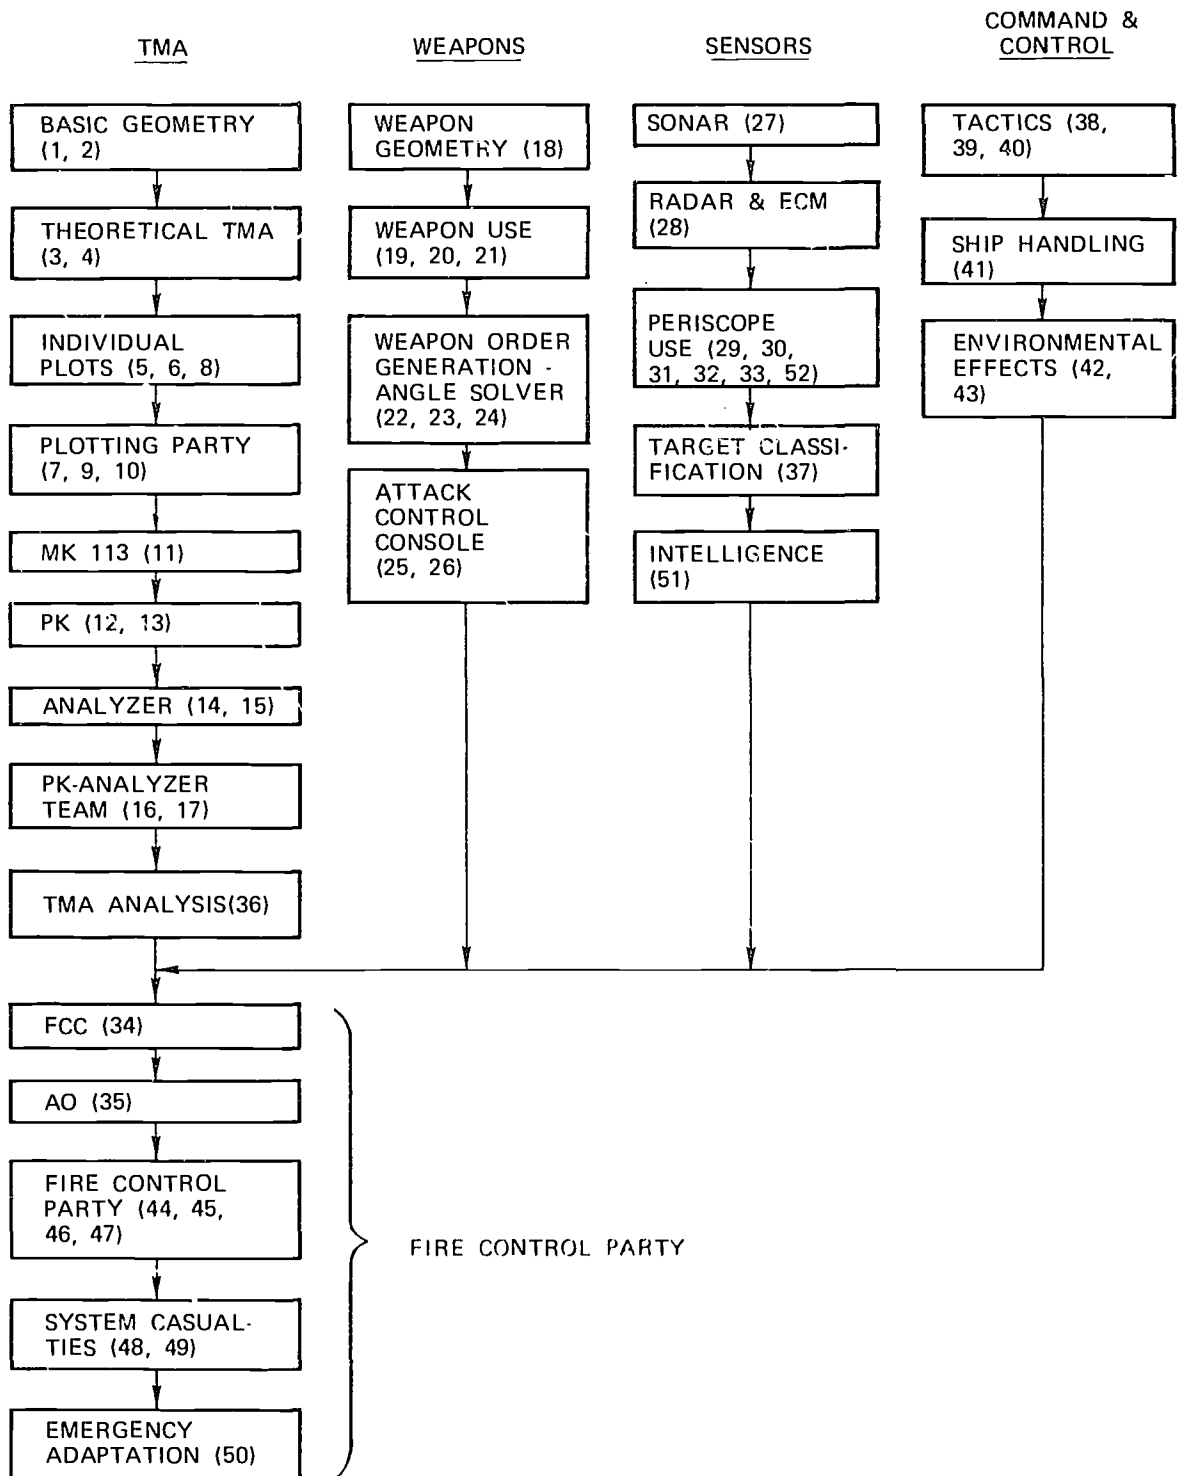 TMA
BASIC GEOMETRY
(1, 2)
THEORETICAL TMA
(3, 4)
INDIVIDUAL
PLOTS (5, 6, 8)
PLOTTING PARTY
(7, 9, 10)
MK 113 (11)
PK (12, 13)
ANALYZER (14, 15)
PK-ANALYZER
TEAM (16, 17)
TMA ANALYSIS(36)
WEAPONS
WEAPON
GEOMETRY (18)
WEAPON USE
(19, 20, 21)
WEAPON ORDER
GENERATION -
ANGLE SOLVER
(22, 23, 24)
ATTACK
CONTROL
CONSOLE
(25, 26)
SENSORS
SONAR (27)
RADAR & ECM
(28)
PERISCOPE
USE (29, 30,
31, 32, 33, 52)
TARGET CLASSI-
FICATION (37)
INTELLIGENCE
(51)
COMMAND &
CONTROL
TACTICS (38,
39, 40)
SHIP HANDLING
(41)
ENVIRONMENTAL
EFFECTS (42,
43)
FCC (34)
AO (35)
FIRE CONTROL
PARTY (44, 45,
46, 47)
SYSTEM CASUAL-
TIES (48, 49)
EMERGENCY
ADAPTATION (50)
FIRE CONTROL PARTY